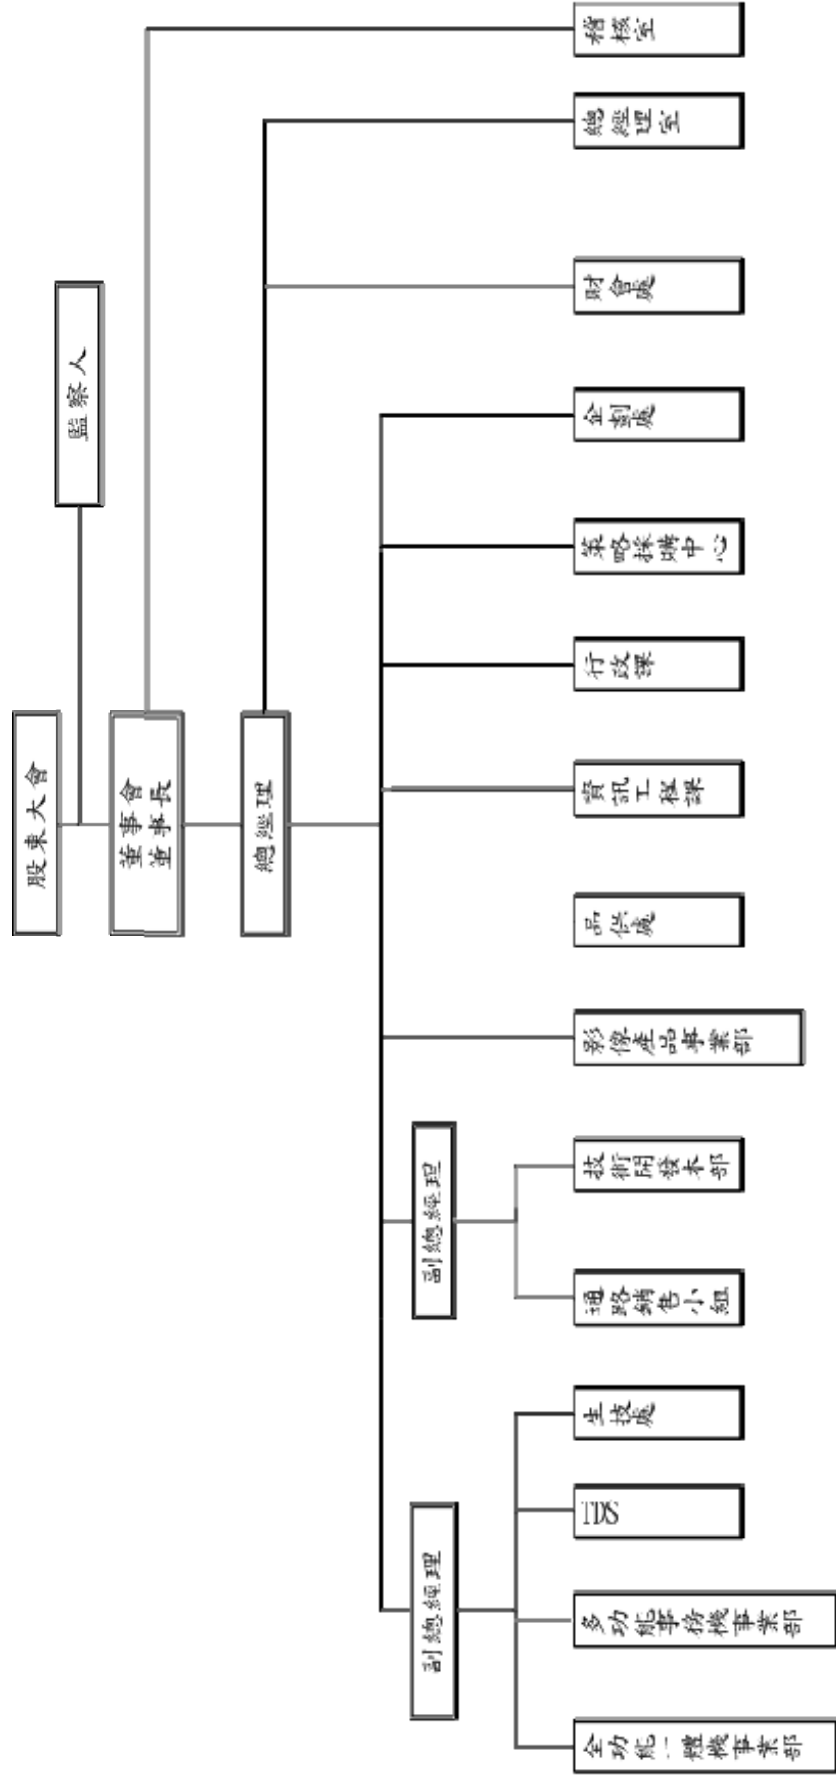 股東大會
監察人
董事會
董事長
總經理
副總經理
副總經理
全功能一體機事業部
多功能事務機事業部
TDS
生技處
通路銷售小組
技術開發本部
影像產品事業部
品保處
資訊工程課
行政課
策略採購中心
企劃處
財會處
總經理室
稽核室